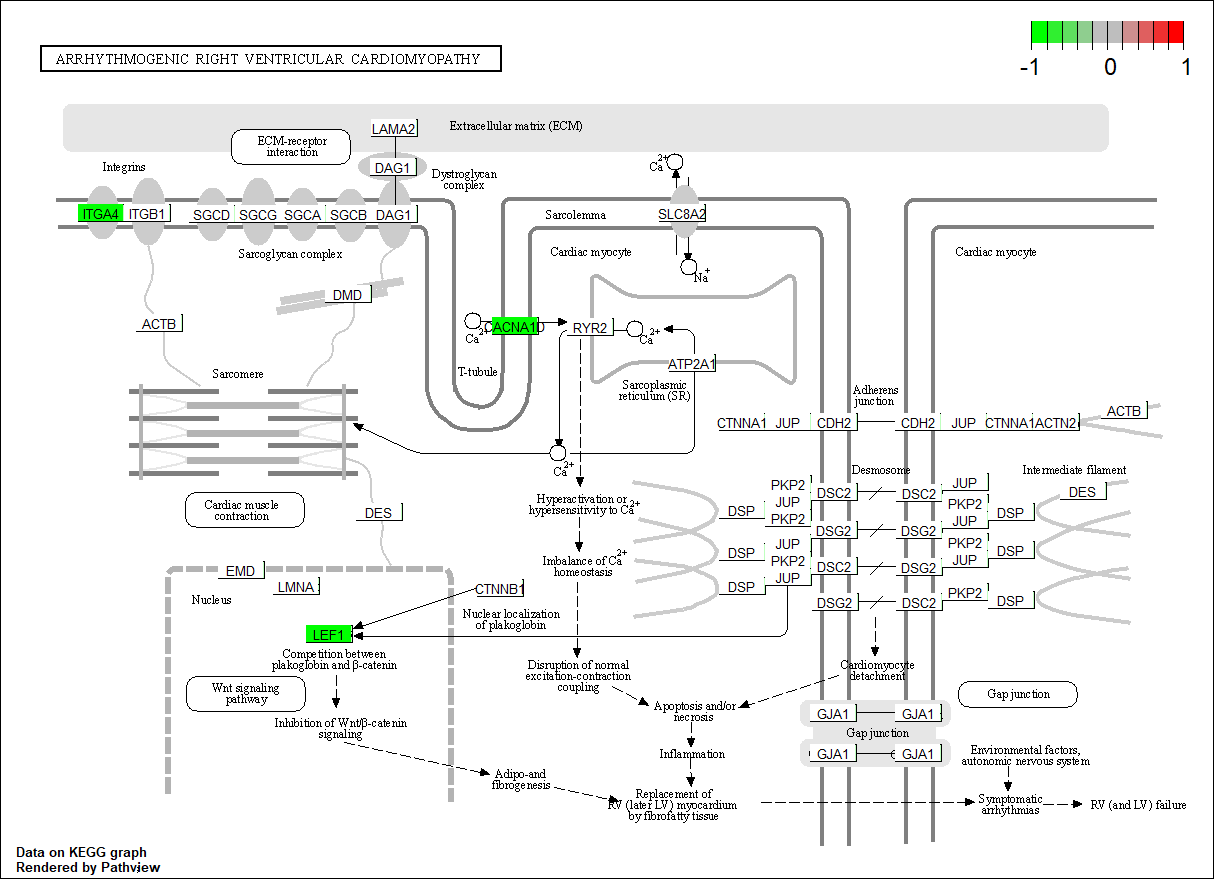 ARRHYTHMOGENIC RIGHT VENTRICULAR CARDIOMYOPATHY
-1 0 1
LAMA2
Extracellular matrix (ECM)
ECM-receptor
interaction
DAG1
Integrins
Dystroglycan
complex
Ca 2+
ITGA4 ITGB1 SGCD SGCG SGCA SGCB DAG1
Sarcolemma
SLC8A2
Sarcoglycan complex
Cardiac myocyte
Cardiac myocyte
Na +
DMD
ACTB
Ca 2+
CACNA1D
RYR2
Ca 2+
ATP2A1
T-tubule
Sarcomere
Sarcoplasmic
reticulum (SR)
Adherens
junction
CTNNA1 JUP CDH2 CDH2 JUP CTNNA1 ACTN2 ACTB
Ca 2+
Desmosome
Intermediate filament
Cardiac muscle
contraction
DES
Hyperactivation or
hypersensitivity to Ca 2+
PKP2 DSC2 DSC2 JUP DES
DSP JUP PKP2 DSP
PKP2 DSG2 DSG2 JUP
Imbalance of Ca 2+
homeostasis
DSP JUP PKP2 DSP
PKP2 DSC2 DSG2 JUP
DSP JUP PKP2 DSP
DSG2 DSC2
EMD
LMNA
Nucleus
CTNNB1
Nuclear localization
of plakoglobin
LEF1
Competition between
plakoglobin and β-catenin
Wnt signaling
pathway
Inhibition of Wnt/β-catenin
signaling
Disruption of normal
excitation-contraction
coupling
Cardiomyocyte
detachment
Apoptosis and/or
necrosis
Gap junction
GJA1 GJA1
Gap junction
GJA1 GJA1
Inflammation
Environmental factors,
autonomic nervous system
Adipo-and
fibrogenesis
Replacement of
RV (later LV) myocardium
by fibrofatty tissue
Symptomatic
arrhythmias
RV (and LV) failure
Data on KEGG graph
Rendered by Pathview